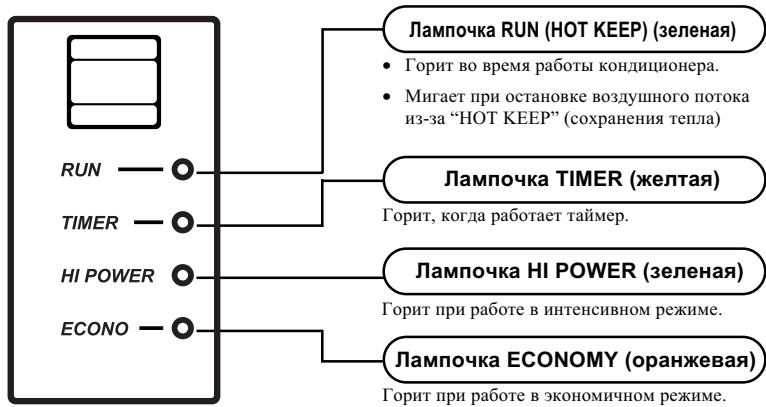 Лампочка RUN (HOT KEEP) (зеленая)
• Горит во время работы кондиционера.
• Мигает при остановке воздушного потока
из-за “HOT KEEP” (сохранения тепла)
RUN
Лампочка TIMER (желтая)
TIMER
Горит, когда работает таймер.
HI POWER
Лампочка HI POWER (зеленая)
Горит при работе в интенсивном режиме.
ECONO
Лампочка ECONOMY (оранжевая)
Горит при работе в экономичном режиме.